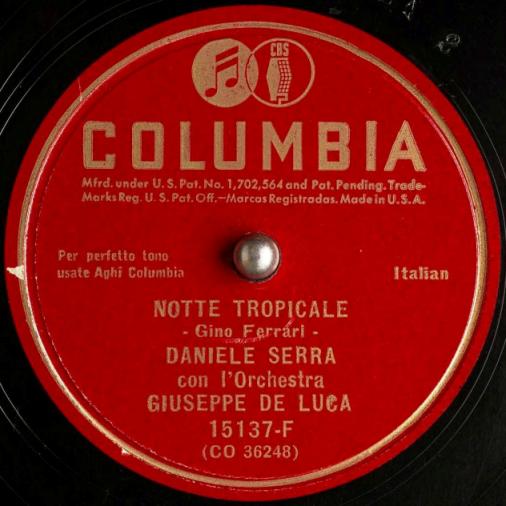 CBS
COLUMBIA
Mfrd. under U.S. Pat. No. 1,702,564 and Pat. Pending. Trade-
Marks Reg. U.S. Pat. Off.—Marcas Registradas. Made in U.S.A.
Per perfetto tono
usate Aghi Columbia
Italian
NOTTE TROPICALE
- Gino Ferrari -
DANIELE SERRA
con l'Orchestra
GIUSEPPE DE LUCA
15137-F
(CO 36248)